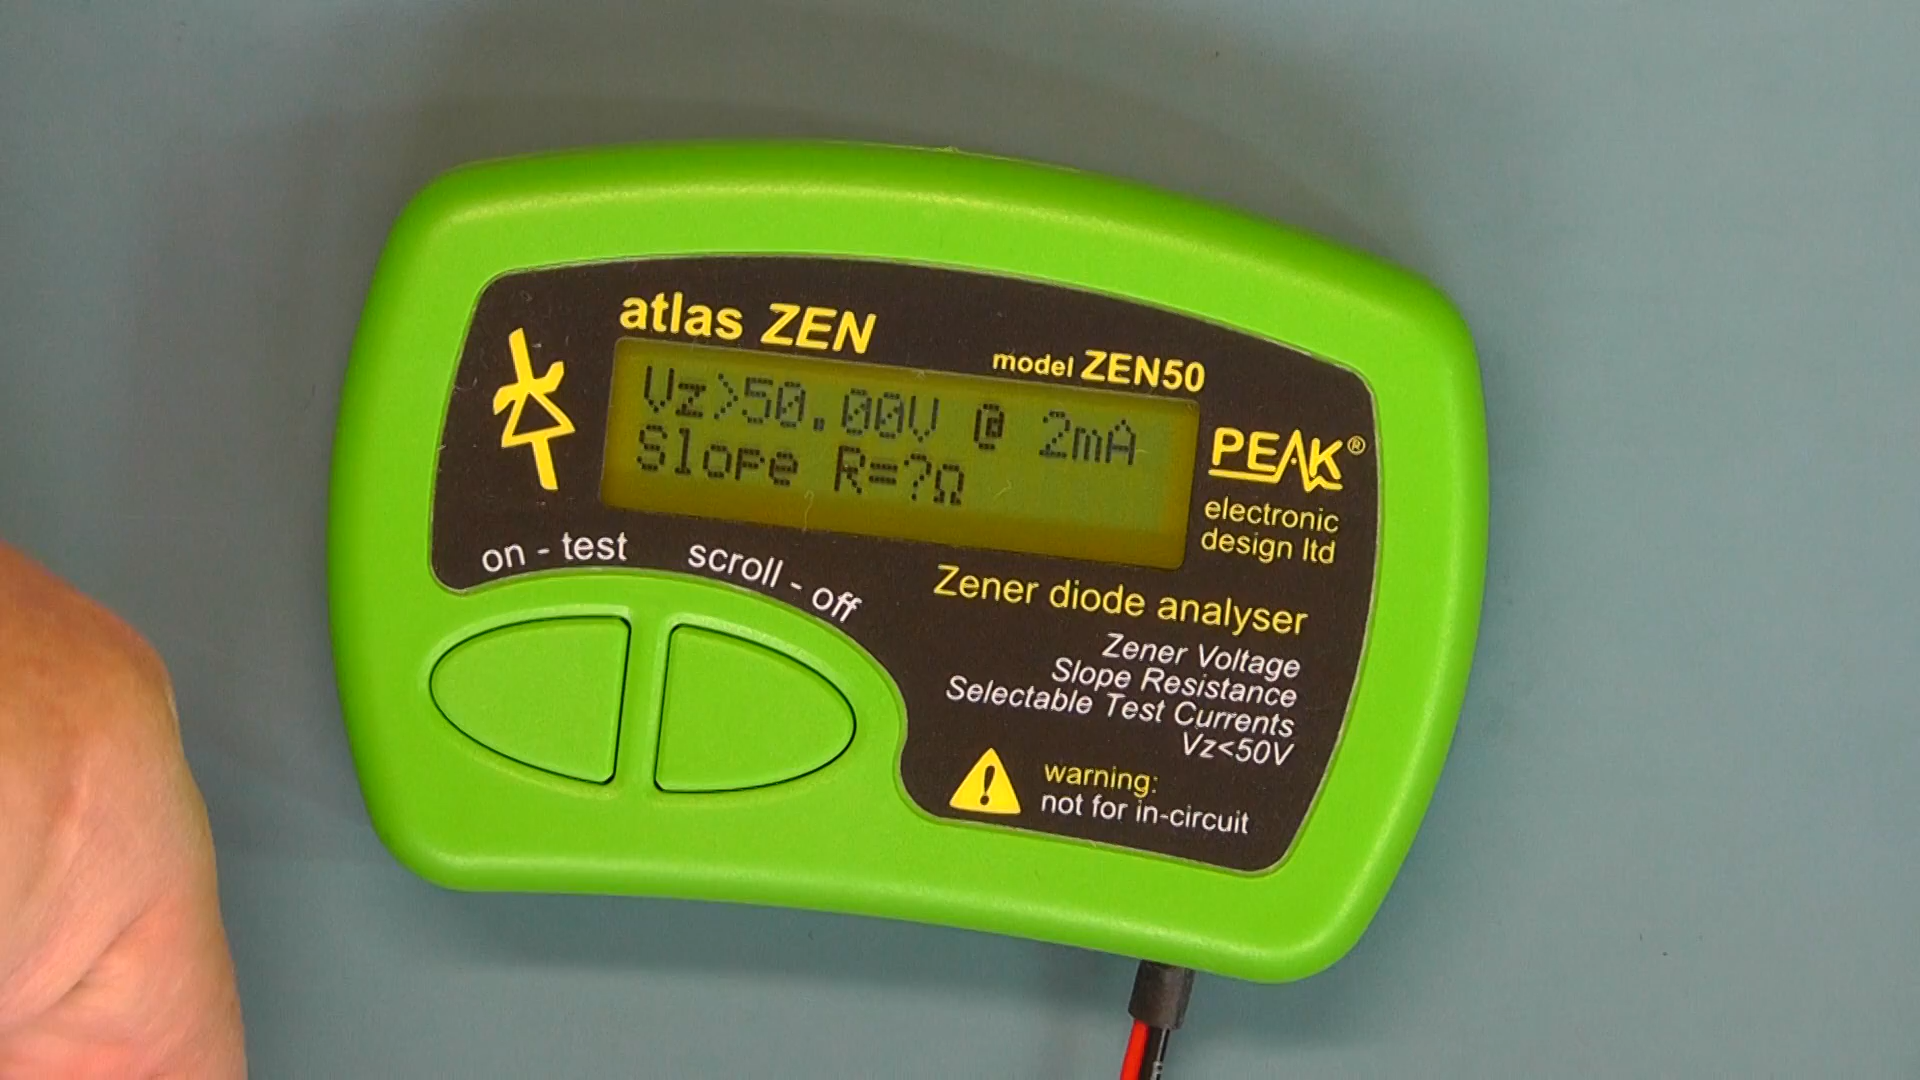 atlas ZEN
model ZEN50
Vz>50.00V @ 2mA
Slope R=?Ω
PEAK®
electronic
design ltd
on - test
scroll - off
Zener diode analyser
Zener Voltage
Slope Resistance
Selectable Test Currents
Vz<50V
warning:
not for in-circuit